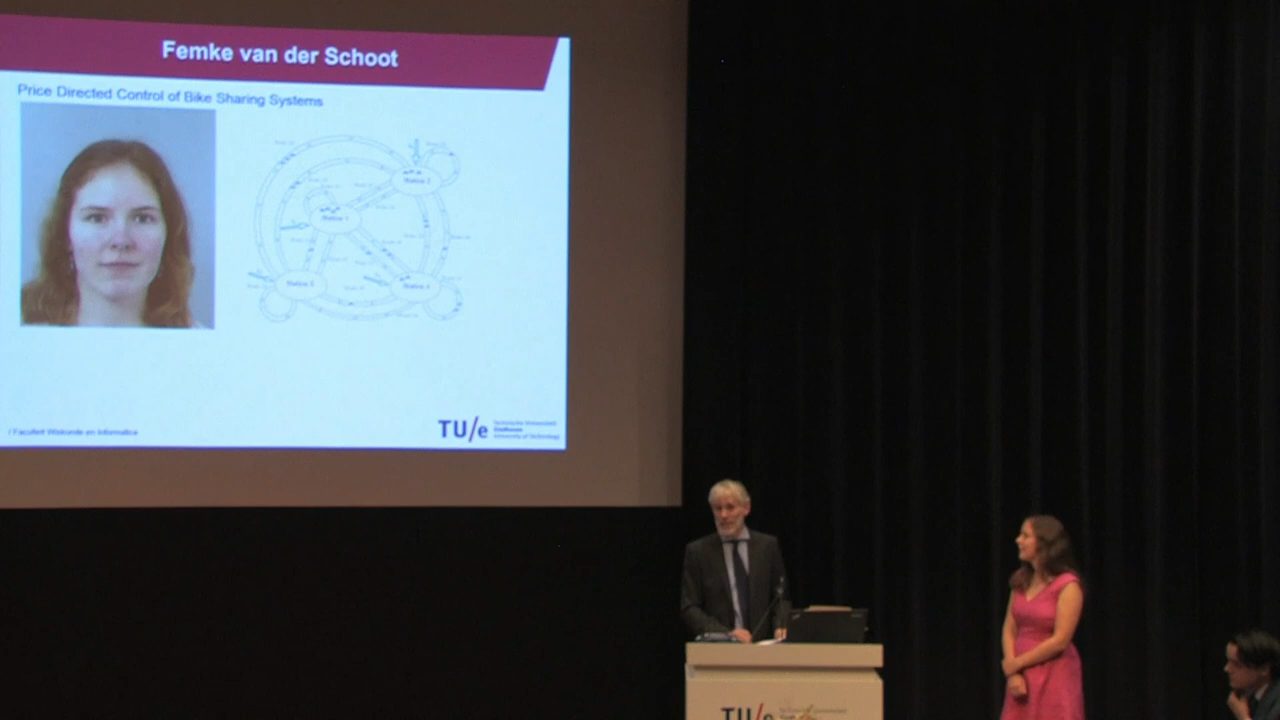 Femke van der Schoot
Price Directed Control of Bike Sharing Systems
Station 2
Station 1
Station 3
Station 4
/ Faculteit Wiskunde en Informatica
TU/e
Technische Universiteit
Eindhoven
University of Technology
TU/e